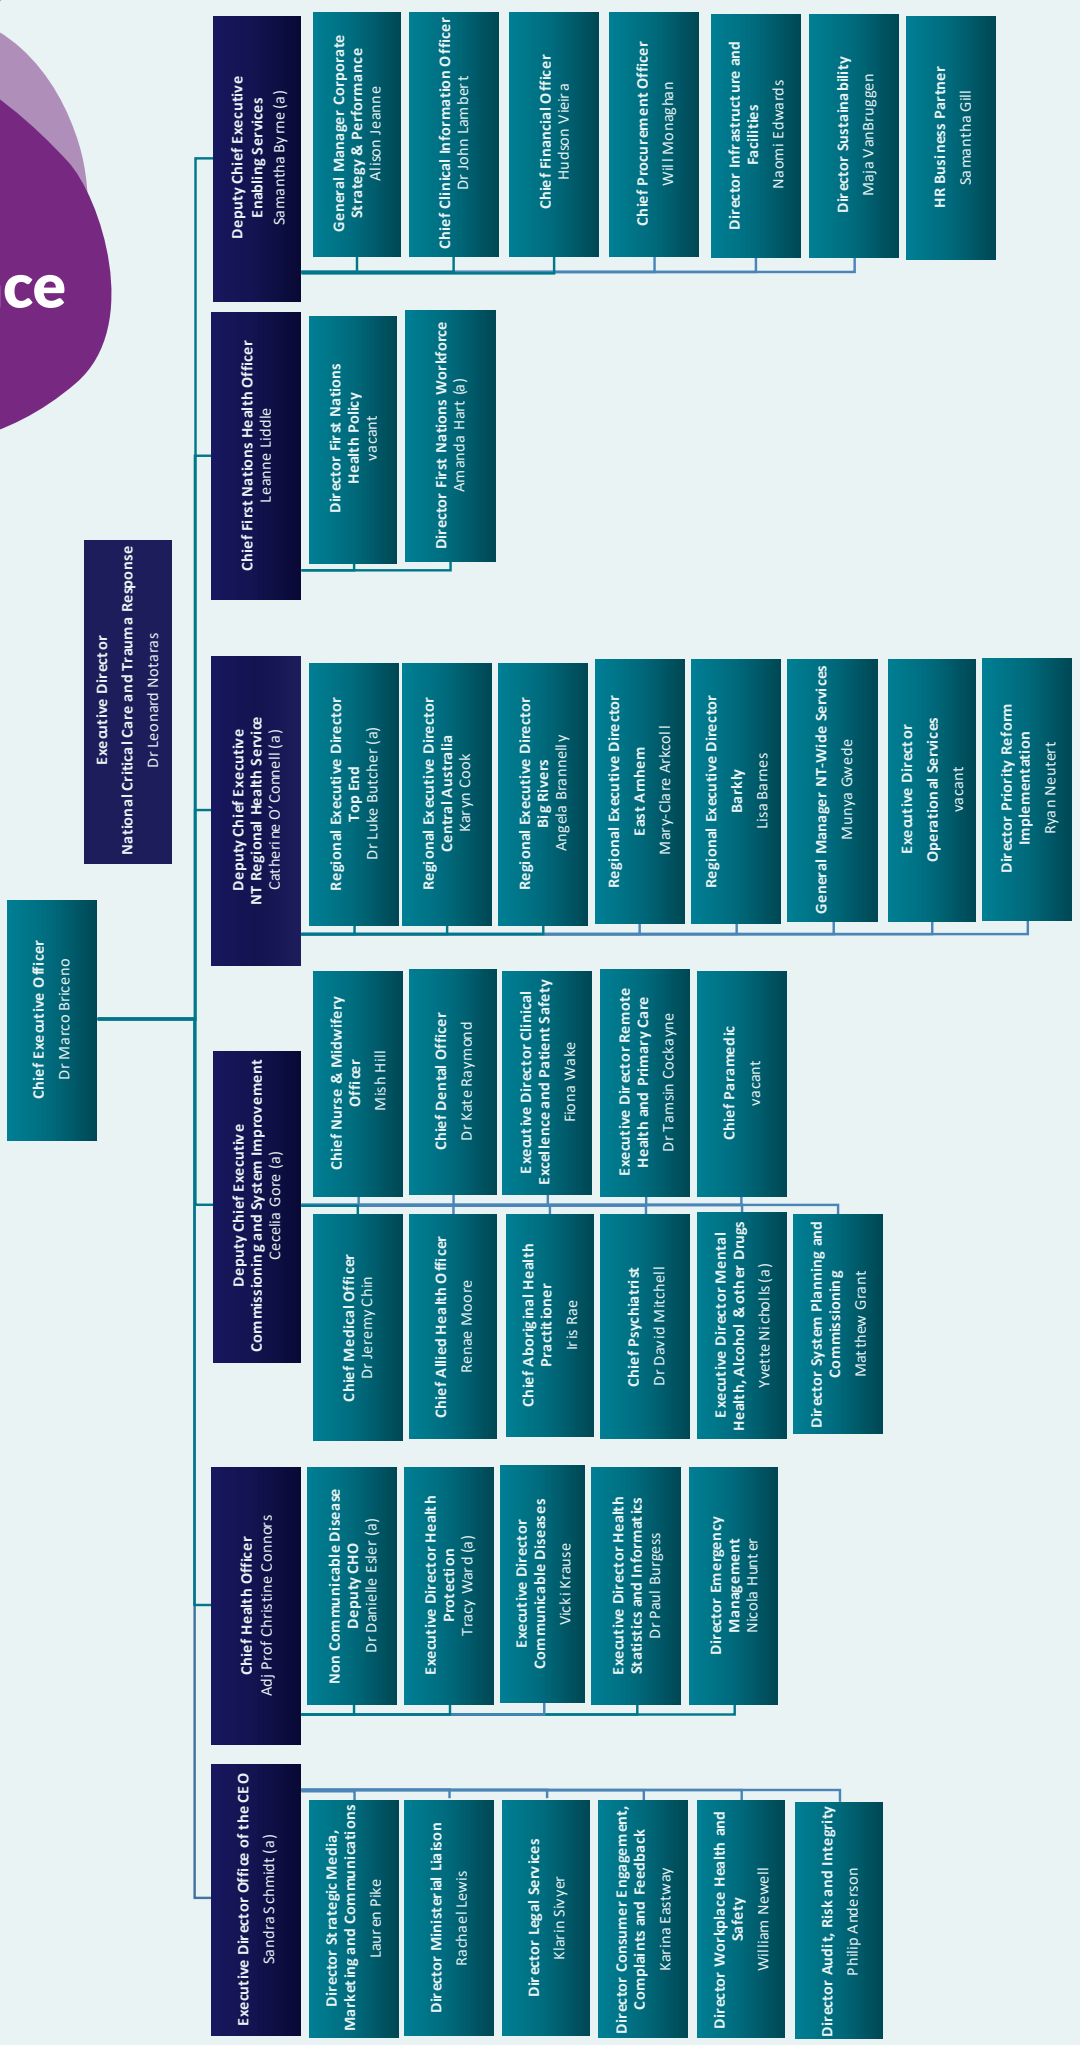 ce
Chief Executive Officer
Dr Marco Briceno
Executive Director
National Critical Care and Trauma Response
Dr Leonard Notaras
Executive Director Office of the CEO
Sandra Schmidt (a)
Director Strategic Media,
Marketing and Communications
Lauren Pike
Director Ministerial Liaison
Rachael Lewis
Director Legal Services
Klarin Sivyer
Director Consumer Engagement,
Complaints and Feedback
Karina Eastway
Director Workplace Health and
Safety
William Newell
Director Audit, Risk and Integrity
Philip Anderson
Chief Health Officer
Adj Prof Christine Connors
Non Communicable Disease
Deputy CHO
Dr Danielle Esler (a)
Executive Director Health
Protection
Tracy Ward (a)
Executive Director
Communicable Diseases
Vicki Krause
Executive Director Health
Statistics and Informatics
Dr Paul Burgess
Director Emergency
Management
Nicola Hunter
Deputy Chief Executive
Commissioning and System Improvement
Cecelia Gore (a)
Chief Medical Officer
Dr Jeremy Chin
Chief Nurse & Midwifery
Officer
Mish Hill
Chief Allied Health Officer
Renae Moore
Chief Dental Officer
Dr Kate Raymond
Chief Aboriginal Health
Practitioner
Iris Rae
Executive Director Clinical
Excellence and Patient Safety
Fiona Wake
Chief Psychiatrist
Dr David Mitchell
Executive Director Remote
Health and Primary Care
Dr Tamsin Cockayne
Executive Director Mental
Health, Alcohol & other Drugs
Yvette Nicholls (a)
Chief Paramedic
vacant
Director System Planning and
Commissioning
Matthew Grant
Deputy Chief Executive
NT Regional Health Service
Catherine O’Connell (a)
Regional Executive Director
Top End
Dr Luke Butcher (a)
Regional Executive Director
Central Australia
Karyn Cook
Regional Executive Director
Big Rivers
Angela Brannelly
Regional Executive Director
East Arnhem
Mary-Clare Arkcoll
Regional Executive Director
Barkly
Lisa Barnes
General Manager NT-Wide Services
Munya Gwede
Executive Director
Operational Services
vacant
Director Priority Reform
Implementation
Ryan Neutert
Chief First Nations Health Officer
Leanne Liddle
Director First Nations
Health Policy
vacant
Director First Nations Workforce
Amanda Hart (a)
Deputy Chief Executive
Enabling Services
Samantha Byrne (a)
General Manager Corporate
Strategy & Performance
Alison Jeanne
Chief Clinical Information Officer
Dr John Lambert
Chief Financial Officer
Hudson Vieira
Chief Procurement Officer
Will Monaghan
Director Infrastructure and
Facilities
Naomi Edwards
Director Sustainability
Maja VanBruggen
HR Business Partner
Samantha Gill